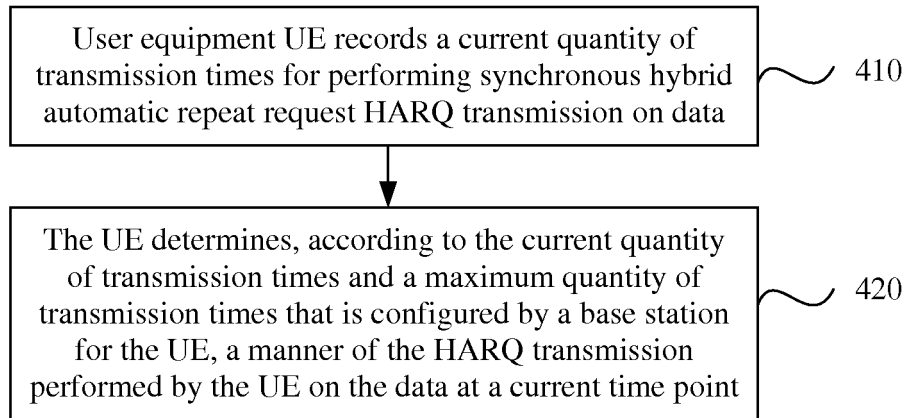 User equipment UE records a current quantity of
transmission times for performing synchronous hybrid
automatic repeat request HARQ transmission on data
410
The UE determines, according to the current quantity
of transmission times and a maximum quantity of
transmission times that is configured by a base station
for the UE, a manner of the HARQ transmission
performed by the UE on the data at a current time point
420